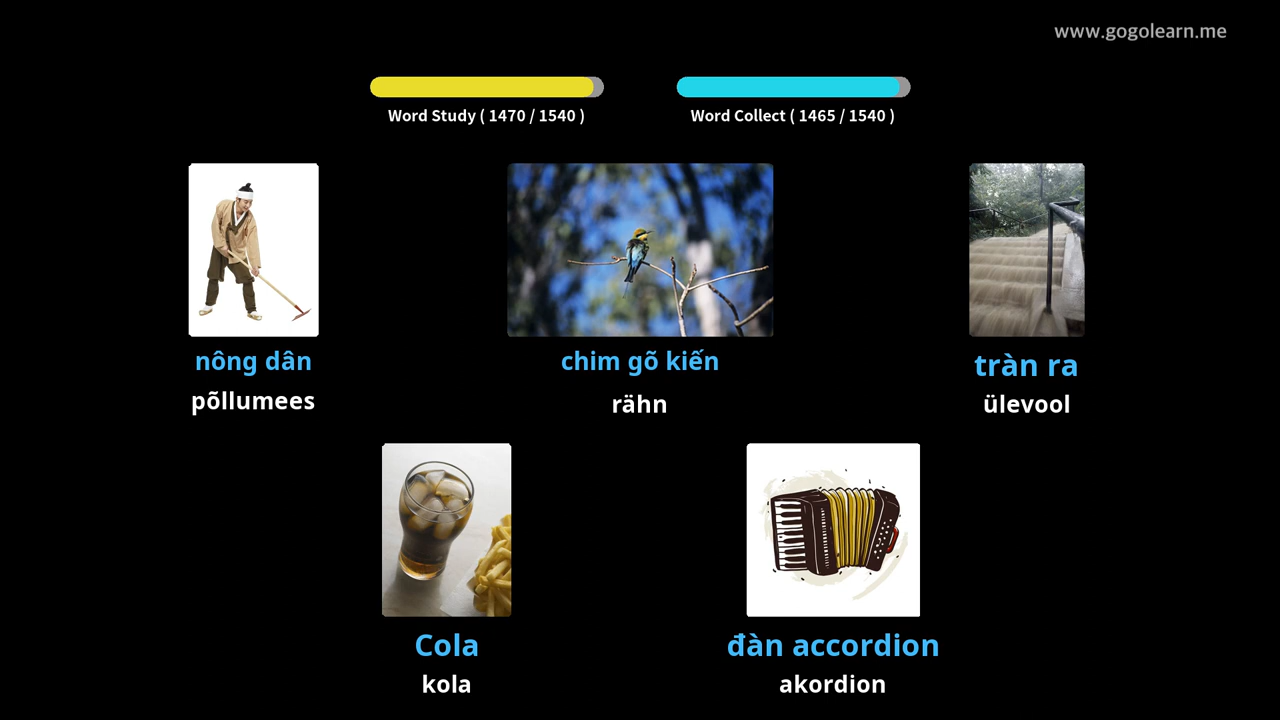 www.gogolearn.me
Word Study ( 1470 / 1540 )
Word Collect ( 1465 / 1540 )
nông dân
põllumees
chim gõ kiến
rähn
tràn ra
ülevool
Cola
kola
đàn accordion
akordion